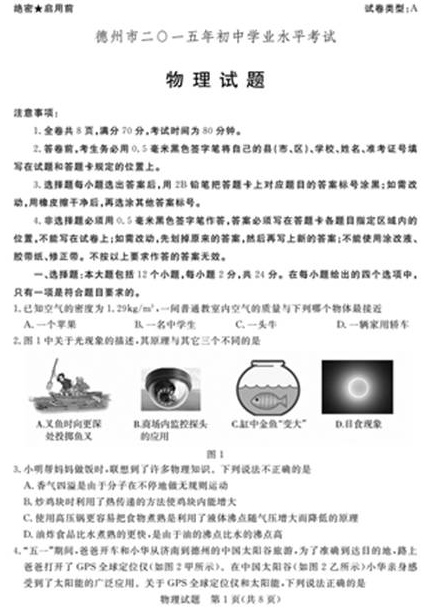 绝密★启用前 试卷类型:A
德州市二〇一五年初中学业水平考试
物理试题
注意事项:
1.全卷共8页,满分70分,考试时间为80分钟。
2.答卷前,考生务必用0.5毫米黑色签字笔将自己的县(市、区)、学校、姓名、准考证号填
写在试题和答题卡规定的位置上。
3.选择题每小题选出答案后,用2B铅笔把答题卡上对应题目的答案标号涂黑;如需改
动,用橡皮擦干净后,再选涂其他答案标号。
4.非选择题必须用0.5毫米黑色签字笔作答,答案必须写在答题卡各题目指定区域内的
位置,不能写在试卷上;如需改动,先划掉原来的答案,然后再写上新的答案;不能使用涂改液、
胶带纸、修正带。不按以上要求作答的答案无效。
一、选择题:本大题包括12个小题,每小题2分,共24分。在每小题给出的四个选项中,
只有一项是符合题目要求的。
1.已知空气的密度为1.29kg/m³,一间普通教室内空气的质量与下列哪个物体最接近
A.一个苹果 B.一名中学生 C.一头牛 D.一辆家用轿车
2.图1中关于光现象的描述,其原理与其它三个不同的是
A.叉鱼时向更深
处投掷鱼叉
B.商场内监控探头
的应用
C.缸中金鱼“变大”
D.日食现象
图1
3.小明帮妈妈做饭时,联想到了许多物理知识。下列说法不正确的是
A.香气四溢是由于分子在不停地做无规则运动
B.炒鸡块时利用了热传递的方法使鸡块内能增大
C.使用高压锅更容易把食物煮熟是利用了液体沸点随气压增大而降低的原理
D.油炸食品比水煮熟的更快,是由于油的沸点比水的沸点高
4.“五一”期间,爸爸开车和小华从济南到德州的中国太阳谷旅游,为了准确到达目的地,路上
爸爸打开了GPS全球定位仪(如图2甲所示)。在中国太阳谷(如图2乙所示)小华亲身感
受到了太阳能的广泛应用。关于GPS全球定位仪和太阳能,下列说法正确的是
物理试题 第1页(共8页)